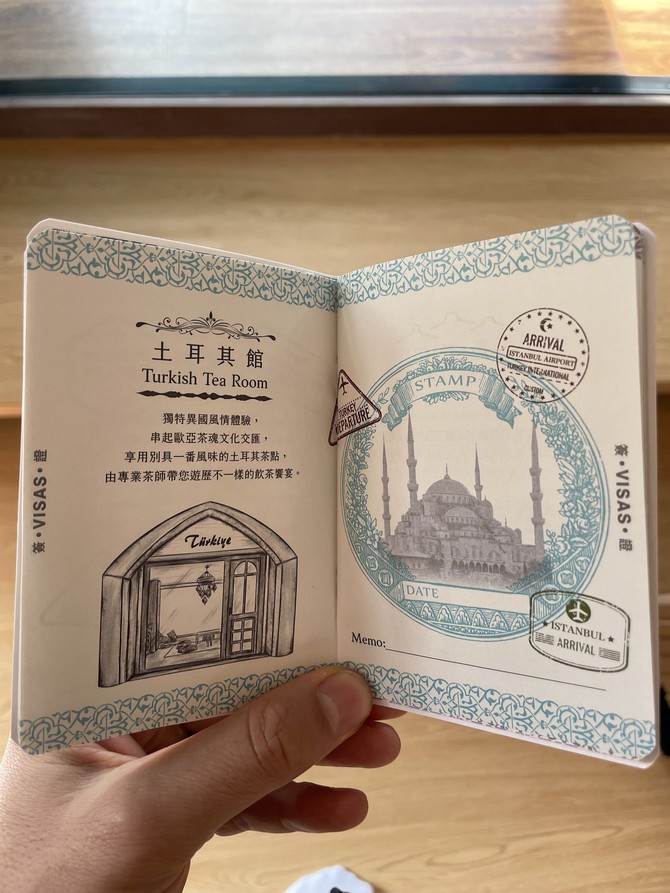 土耳其館
Turkish Tea Room
獨特異國風情體驗，
串起歐亞茶魂文化交匯，
享用別具一番風味的土耳其茶點，
由專業茶師帶您遊歷不一樣的飲茶饗宴。
簽•VISAS•證
Türkiye
TURKEY
DEPARTURE
STAMP
ARRIVAL
ISTANBUL AIRPORT
TURKEY INTERNATIONAL
CUSTOM
DATE
Memo:
ISTANBUL
ARRIVAL
簽•VISAS•證